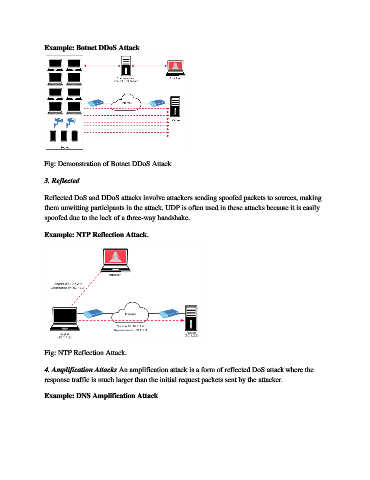 Example: Botnet DDoS Attack
Fig: Demonstration of Botnet DDoS Attack
3. Reflected
Reflected DoS and DDoS attacks involve attackers sending spoofed packets to sources, making
them unwitting participants in the attack. UDP is often used in these attacks because it is easily
spoofed due to the lack of a three-way handshake.
Example: NTP Reflection Attack.
Fig: NTP Reflection Attack.
4. Amplification Attacks An amplification attack is a form of reflected DoS attack where the
response traffic is much larger than the initial request packets sent by the attacker.
Example: DNS Amplification Attack